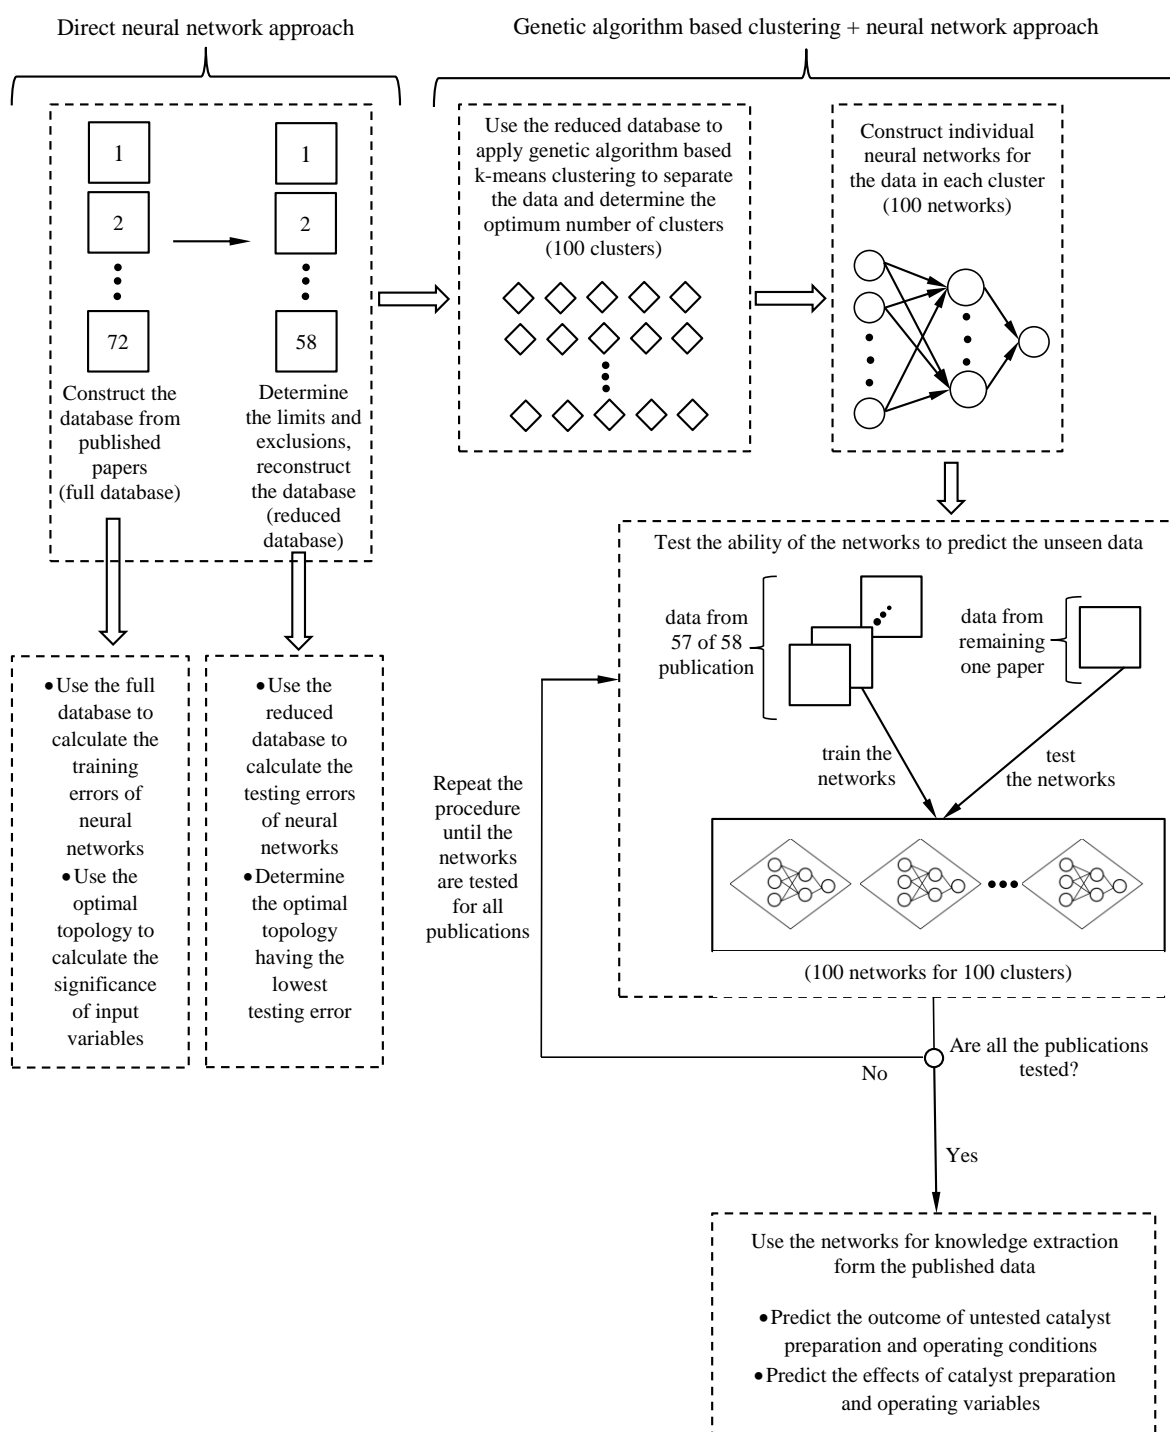 Direct neural network approach
Genetic algorithm based clustering + neural network approach
1
2
72
Construct the
database from
published
papers
(full database)
1
2
58
Determine
the limits and
exclusions,
reconstruct
the database
(reduced
database)
Use the reduced database to
apply genetic algorithm based
k-means clustering to separate
the data and determine the
optimum number of clusters
(100 clusters)
Construct individual
neural networks for
the data in each cluster
(100 networks)
•Use the full
database to
calculate the
training
errors of
neural
networks
•Use the
optimal
topology to
calculate the
significance
of input
variables
•Use the
reduced
database to
calculate the
testing errors
of neural
networks
•Determine
the optimal
topology
having the
lowest
testing error
Repeat the
procedure
until the
networks
are tested
for all
publications
Test the ability of the networks to predict the unseen data
data from
57 of 58
publication
data from
remaining
one paper
train the
networks
test
the networks
(100 networks for 100 clusters)
Are all the publications
tested?
No
Yes
Use the networks for knowledge extraction
form the published data
•Predict the outcome of untested catalyst
preparation and operating conditions
•Predict the effects of catalyst preparation
and operating variables